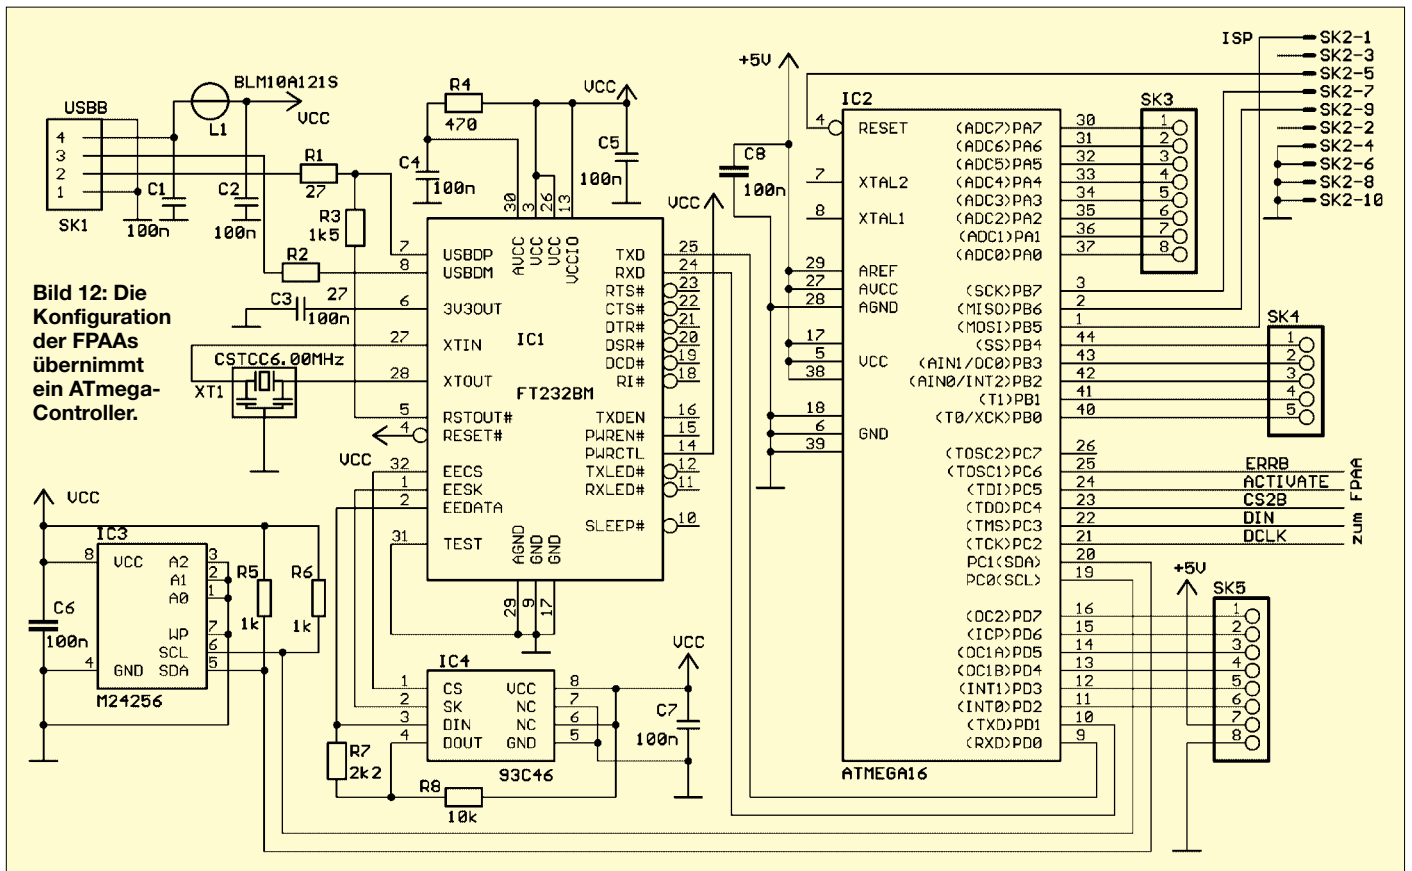 Bild 12: Die
Konfiguration
der FPAAs
übernimmt
ein ATmega-
Controller.
USBB
4
3
2
1
SK1
BLM10A121S
L1
VCC
C1
100n
C2
100n
R1
27
R3
1k5
R2
27
C3
100n
CSTCC6.00MHz
XT1
R4
470
C4
100n
VCC
C5
100n
VCC
30
3
26
13
AVCC
VCC
VCC
VCCIO
IC1
FT232BM
7 USBDP
8 USBDM
6 3V3OUT
27 XTIN
28 XTOUT
5 RSTOUT#
4 RESET#
VCC
32 EECS
1 EESK
2 EEDATA
31 TEST
TXD 25
RXD 24
RTS# 23
CTS# 22
DTR# 21
DSR# 20
DCD# 19
RI# 18
TXDEN 16
PWREN# 15
PWRCTL 14
TXLED# 12
RXLED# 11
SLEEP# 10
AGND
GND
GND
29
9
17
VCC
IC3
8 VCC
4 GND
A2 3
A1 2
A0 1
WP 7
SCL 6
SDA 5
M24256
C6
100n
R5
1k
R6
1k
IC4
1 CS
2 SK
3 DIN
4 DOUT
VCC 8
NC 7
NC 6
GND 5
93C46
R7
2k2
R8
10k
VCC
C7
100n
+5V
C8
100n
IC2
4 RESET
7 XTAL2
8 XTAL1
29 AREF
27 AVCC
28 AGND
17
5 VCC
38
18
6 GND
39
(ADC7)PA7 30
(ADC6)PA6 31
(ADC5)PA5 32
(ADC4)PA4 33
(ADC3)PA3 34
(ADC2)PA2 35
(ADC1)PA1 36
(ADC0)PA0 37
(SCK)PB7 3
(MISO)PB6 2
(MOSI)PB5 1
(SS)PB4 44
(AIN1/OC0)PB3 43
(AIN0/INT2)PB2 42
(T1)PB1 41
(T0/XCK)PB0 40
(TOSC2)PC7 26
(TOSC1)PC6 25
(TDI)PC5 24
(TDO)PC4 23
(TMS)PC3 22
(TCK)PC2 21
PC1(SDA) 20
PC0(SCL) 19
(OC2)PD7 16
(ICP)PD6 15
(OC1A)PD5 14
(OC1B)PD4 13
(INT1)PD3 12
(INT0)PD2 11
(TXD)PD1 10
(RXD)PD0 9
ATMEGA16
ISP
SK2-1
SK2-3
SK2-5
SK2-7
SK2-9
SK2-2
SK2-4
SK2-6
SK2-8
SK2-10
SK3
1
2
3
4
5
6
7
8
SK4
1
2
3
4
5
ERRB
ACTIVATE
CS2B
DIN
DCLK
zum FPAA
+5V
SK5
1
2
3
4
5
6
7
8